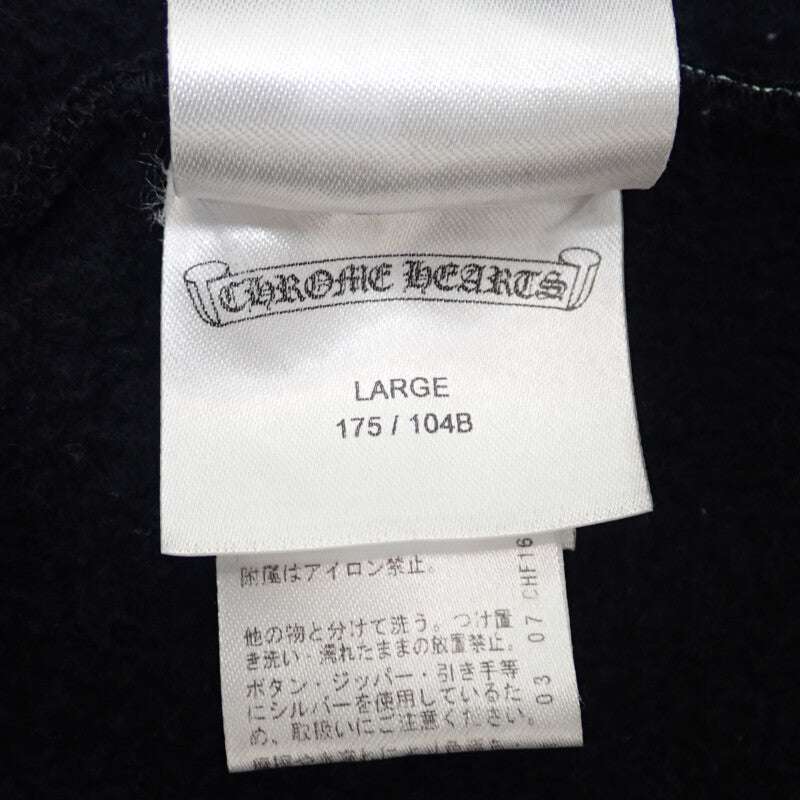 CHROME HEARTS
LARGE
175 / 104B
附属はアイロン禁止。
他の物と分けて洗う。つけ置
き洗い・濡れたままの放置禁止。
ボタン・ジッパー・引き手等
にシルバーを使用しているた
め、取扱いにご注意ください。
03 07 CHF16